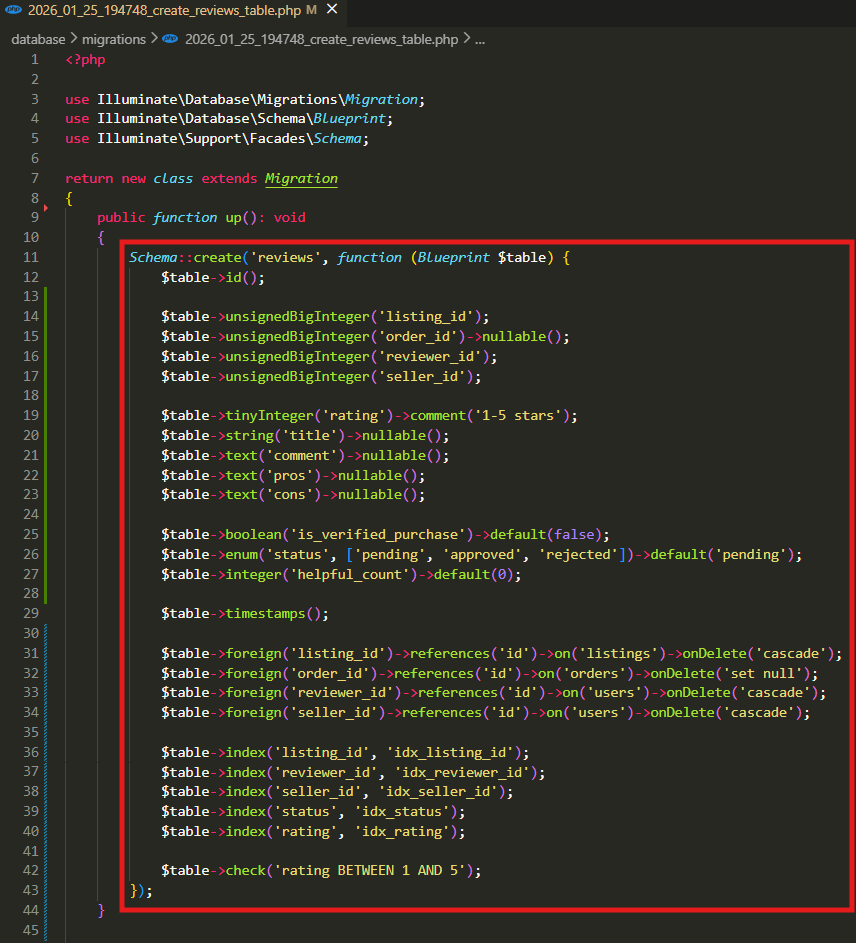 php 2026_01_25_194748_create_reviews_table.php M ✕
database > migrations > php 2026_01_25_194748_create_reviews_table.php > ...
1 <?php
2
3 use Illuminate\Database\Migrations\Migration;
4 use Illuminate\Database\Schema\Blueprint;
5 use Illuminate\Support\Facades\Schema;
6
7 return new class extends Migration
8 {
9     public function up(): void
10     {
11         Schema::create('reviews', function (Blueprint $table) {
12             $table->id();
13
14             $table->unsignedBigInteger('listing_id');
15             $table->unsignedBigInteger('order_id')->nullable();
16             $table->unsignedBigInteger('reviewer_id');
17             $table->unsignedBigInteger('seller_id');
18
19             $table->tinyInteger('rating')->comment('1-5 stars');
20             $table->string('title')->nullable();
21             $table->text('comment')->nullable();
22             $table->text('pros')->nullable();
23             $table->text('cons')->nullable();
24
25             $table->boolean('is_verified_purchase')->default(false);
26             $table->enum('status', ['pending', 'approved', 'rejected'])->default('pending');
27             $table->integer('helpful_count')->default(0);
28
29             $table->timestamps();
30
31             $table->foreign('listing_id')->references('id')->on('listings')->onDelete('cascade');
32             $table->foreign('order_id')->references('id')->on('orders')->onDelete('set null');
33             $table->foreign('reviewer_id')->references('id')->on('users')->onDelete('cascade');
34             $table->foreign('seller_id')->references('id')->on('users')->onDelete('cascade');
35
36             $table->index('listing_id', 'idx_listing_id');
37             $table->index('reviewer_id', 'idx_reviewer_id');
38             $table->index('seller_id', 'idx_seller_id');
39             $table->index('status', 'idx_status');
40             $table->index('rating', 'idx_rating');
41
42             $table->check('rating BETWEEN 1 AND 5');
43         });
44     }
45